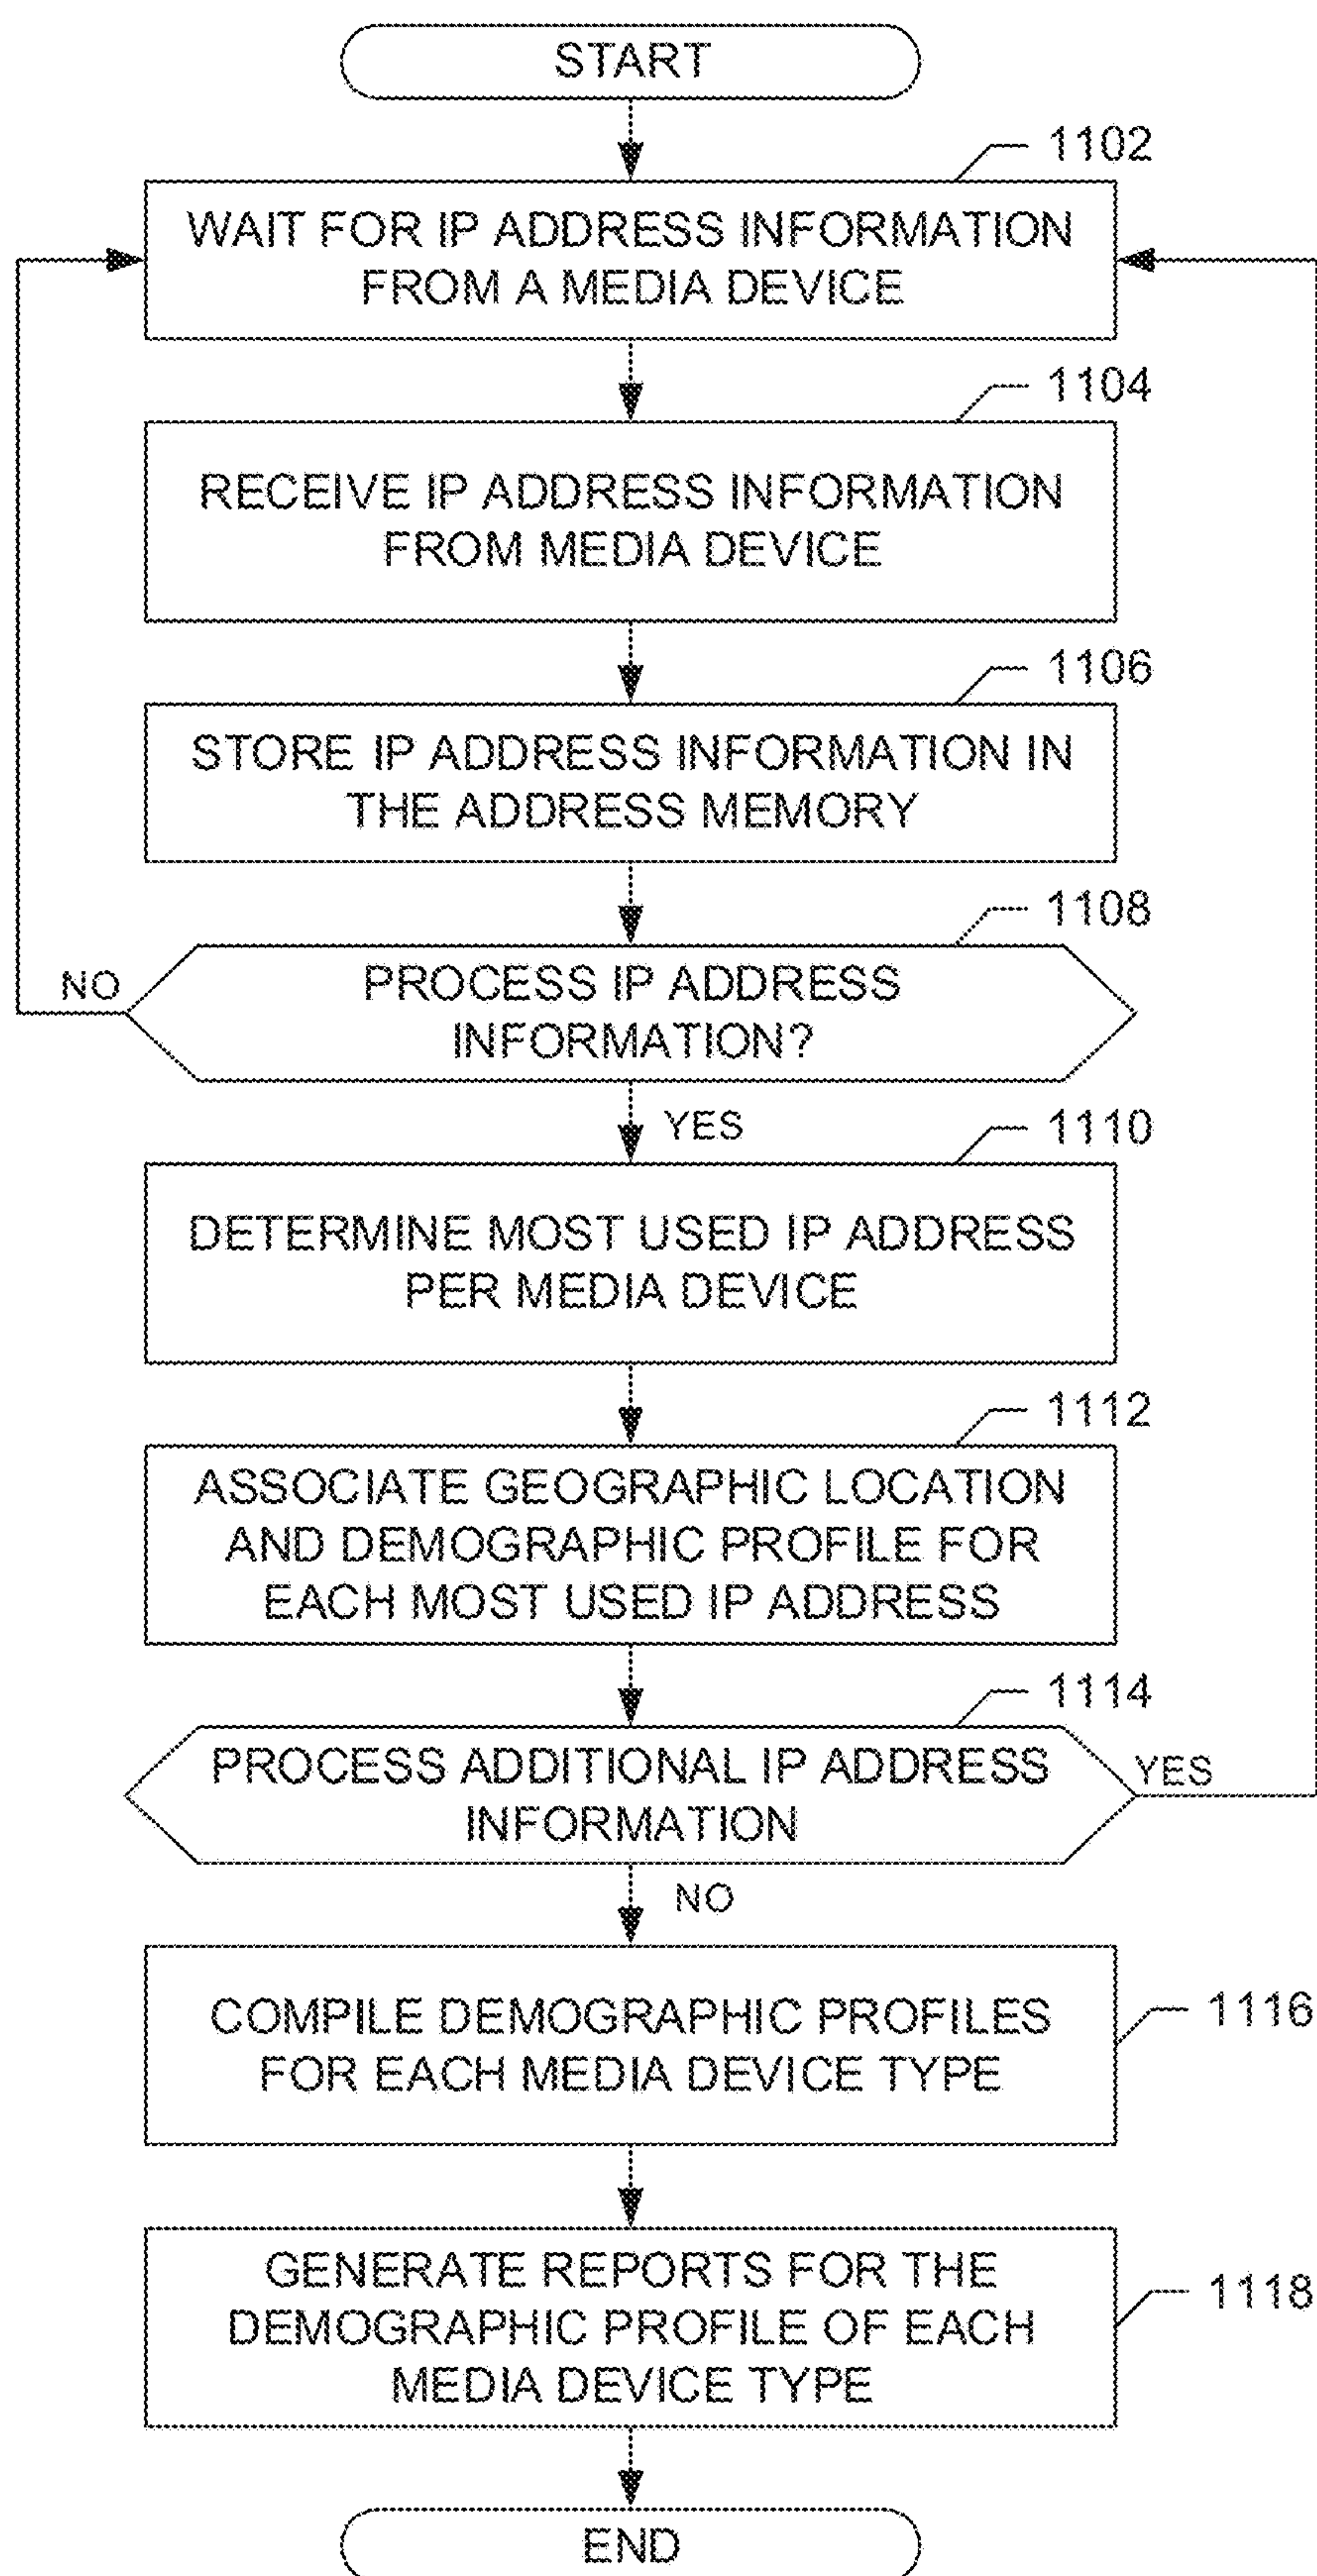 START
1102
WAIT FOR IP ADDRESS INFORMATION
FROM A MEDIA DEVICE
1104
RECEIVE IP ADDRESS INFORMATION
FROM MEDIA DEVICE
1106
STORE IP ADDRESS INFORMATION IN
THE ADDRESS MEMORY
1108
NO
PROCESS IP ADDRESS
INFORMATION?
YES
1110
DETERMINE MOST USED IP ADDRESS
PER MEDIA DEVICE
1112
ASSOCIATE GEOGRAPHIC LOCATION
AND DEMOGRAPHIC PROFILE FOR
EACH MOST USED IP ADDRESS
1114
PROCESS ADDITIONAL IP ADDRESS
INFORMATION
YES
NO
COMPILE DEMOGRAPHIC PROFILES
FOR EACH MEDIA DEVICE TYPE
1116
GENERATE REPORTS FOR THE
DEMOGRAPHIC PROFILE OF EACH
MEDIA DEVICE TYPE
1118
END